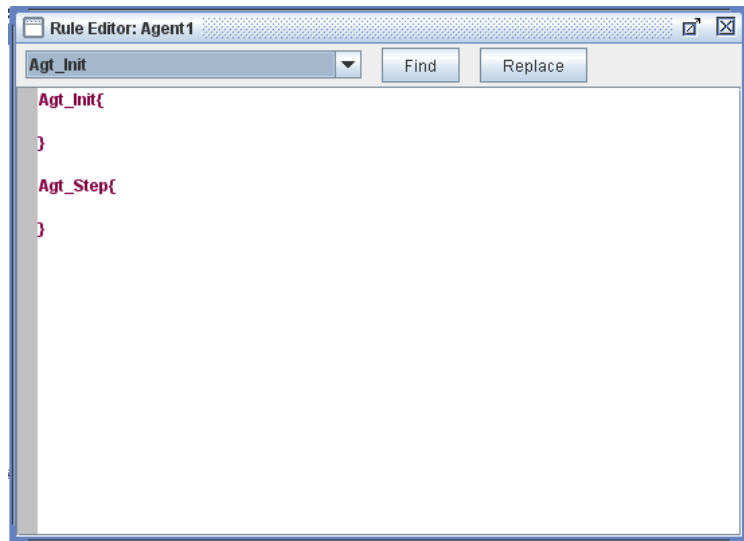 Rule Editor: Agent1
Agt_Init Find Replace
Agt_Init{
}
Agt_Step{
}